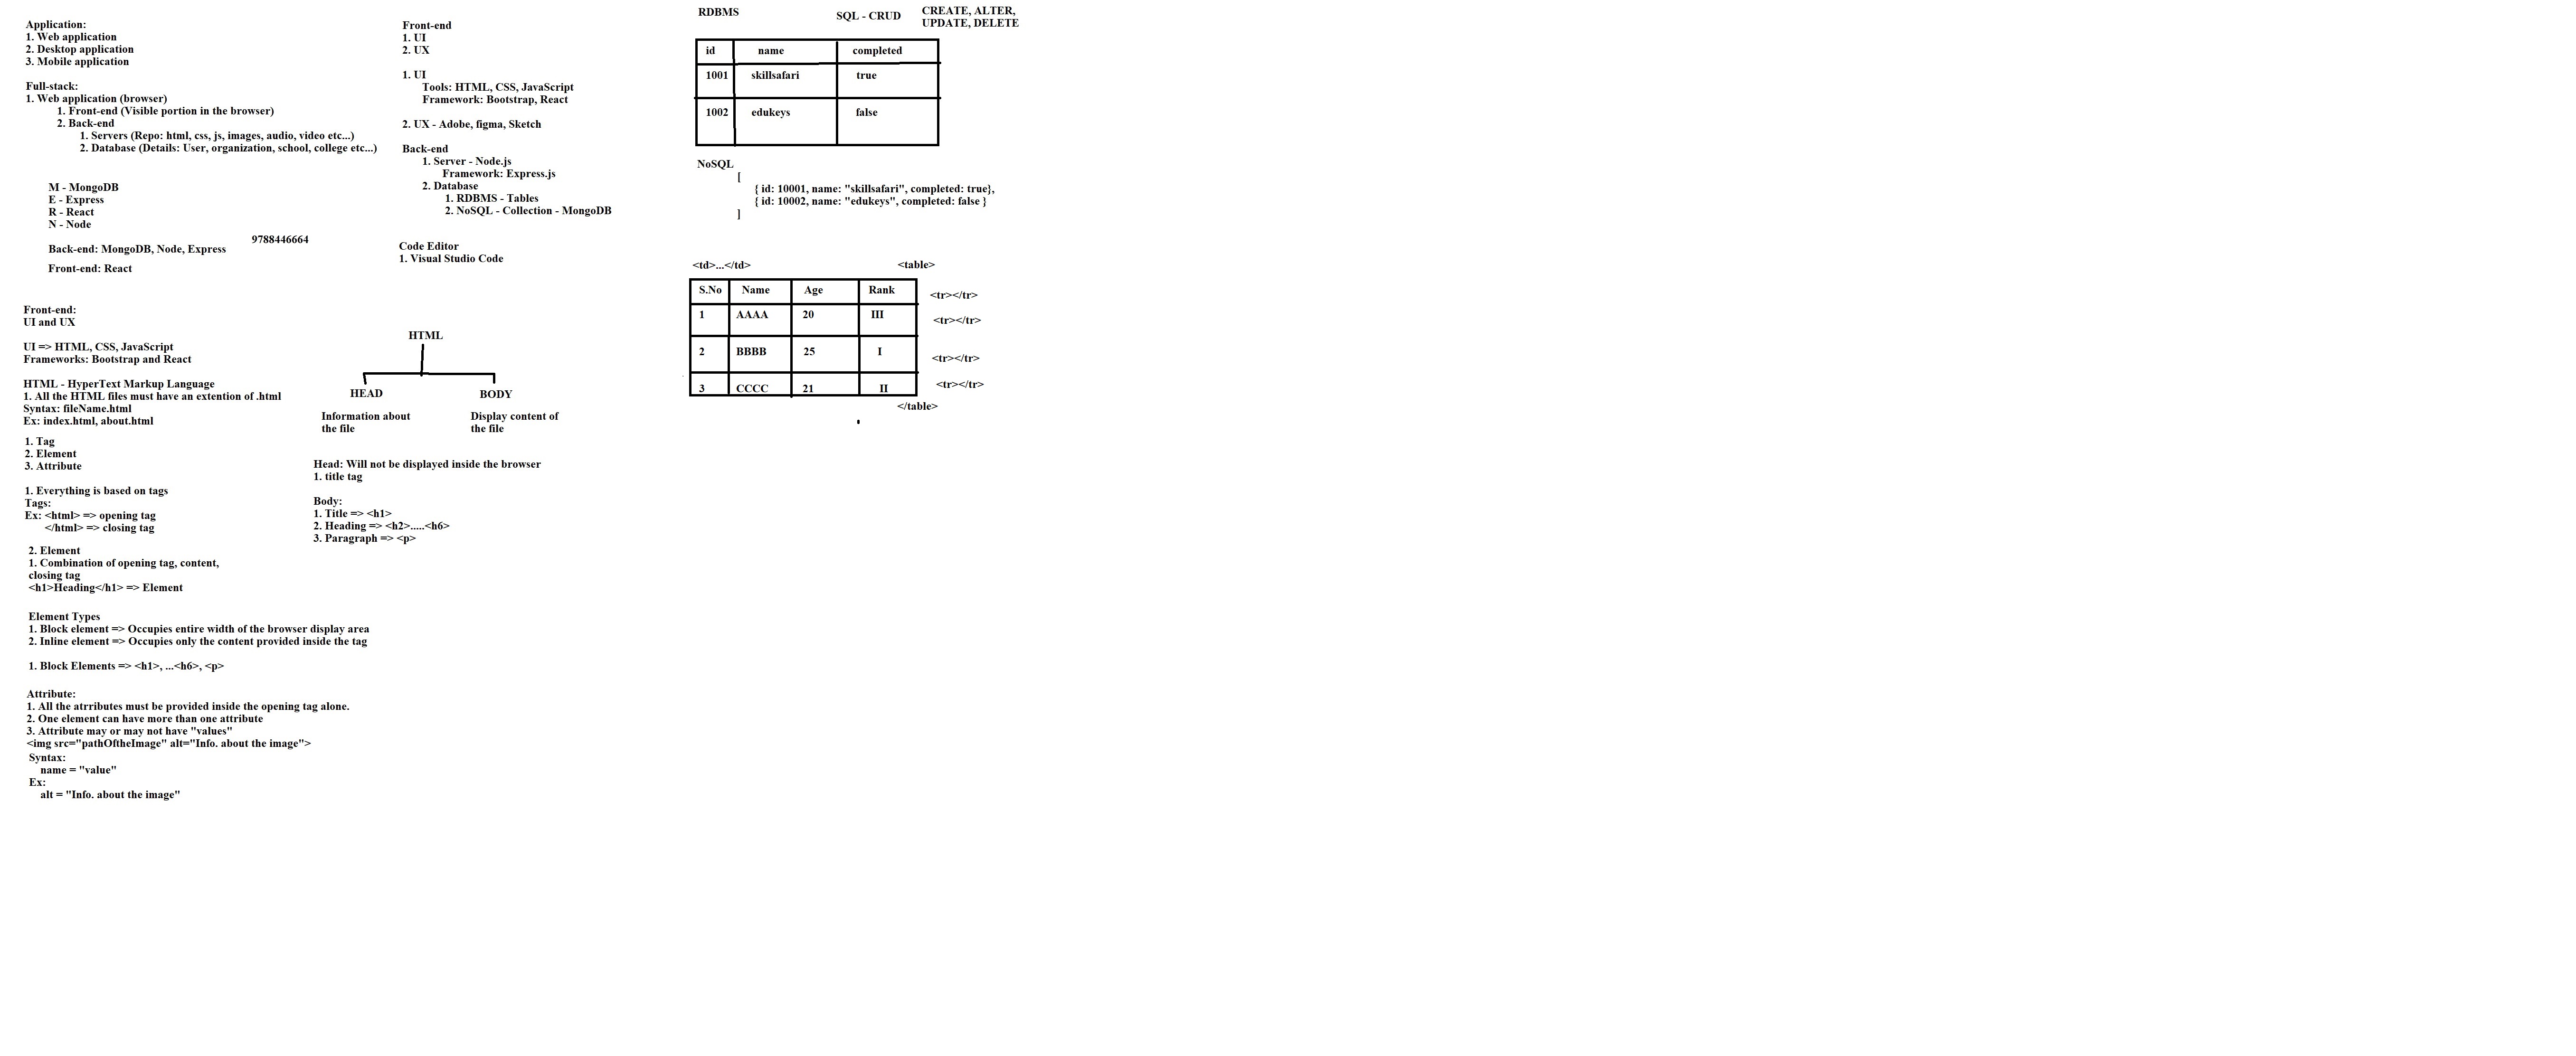 Application:
1. Web application
2. Desktop application
3. Mobile application
Full-stack:
1. Web application (browser)
1. Front-end (Visible portion in the browser)
2. Back-end
1. Servers (Repo: html, css, js, images, audio, video etc...)
2. Database (Details: User, organization, school, college etc...)
M - MongoDB
E - Express
R - React
N - Node
9788446664
Back-end: MongoDB, Node, Express
Front-end: React
Front-end
1. UI
2. UX
1. UI
Tools: HTML, CSS, JavaScript
Framework: Bootstrap, React
2. UX - Adobe, figma, Sketch
Back-end
1. Server - Node.js
Framework: Express.js
2. Database
1. RDBMS - Tables
2. NoSQL - Collection - MongoDB
Code Editor
1. Visual Studio Code
RDBMS
SQL - CRUD
CREATE, ALTER,
UPDATE, DELETE
id name completed
1001 skillsafari true
1002 edukeys false
NoSQL
[
{ id: 10001, name: "skillsafari", completed: true},
{ id: 10002, name: "edukeys", completed: false }
]
<td>...</td>
<table>
S.No Name Age Rank <tr></tr>
1 AAAA 20 III <tr></tr>
2 BBBB 25 I <tr></tr>
3 CCCC 21 II <tr></tr>
</table>
Front-end:
UI and UX
UI => HTML, CSS, JavaScript
Frameworks: Bootstrap and React
HTML - HyperText Markup Language
1. All the HTML files must have an extention of .html
Syntax: fileName.html
Ex: index.html, about.html
1. Tag
2. Element
3. Attribute
1. Everything is based on tags
Tags:
Ex: <html> => opening tag
</html> => closing tag
2. Element
1. Combination of opening tag, content,
closing tag
<h1>Heading</h1> => Element
Element Types
1. Block element => Occupies entire width of the browser display area
2. Inline element => Occupies only the content provided inside the tag
1. Block Elements => <h1>, ...<h6>, <p>
Attribute:
1. All the atrributes must be provided inside the opening tag alone.
2. One element can have more than one attribute
3. Attribute may or may not have "values"
<img src="pathOftheImage" alt="Info. about the image">
Syntax:
name = "value"
Ex:
alt = "Info. about the image"
HTML
HEAD
BODY
Information about
the file
Display content of
the file
Head: Will not be displayed inside the browser
1. title tag
Body:
1. Title => <h1>
2. Heading => <h2>.....<h6>
3. Paragraph => <p>